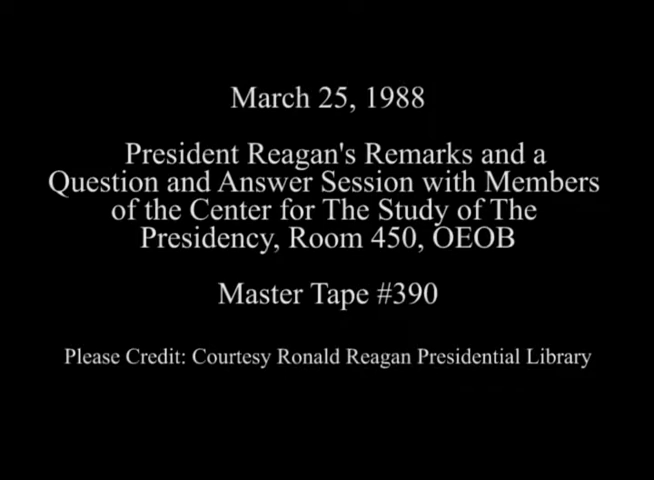 March 25, 1988
President Reagan's Remarks and a
Question and Answer Session with Members
of the Center for The Study of The
Presidency, Room 450, OEOB
Master Tape #390
Please Credit: Courtesy Ronald Reagan Presidential Library